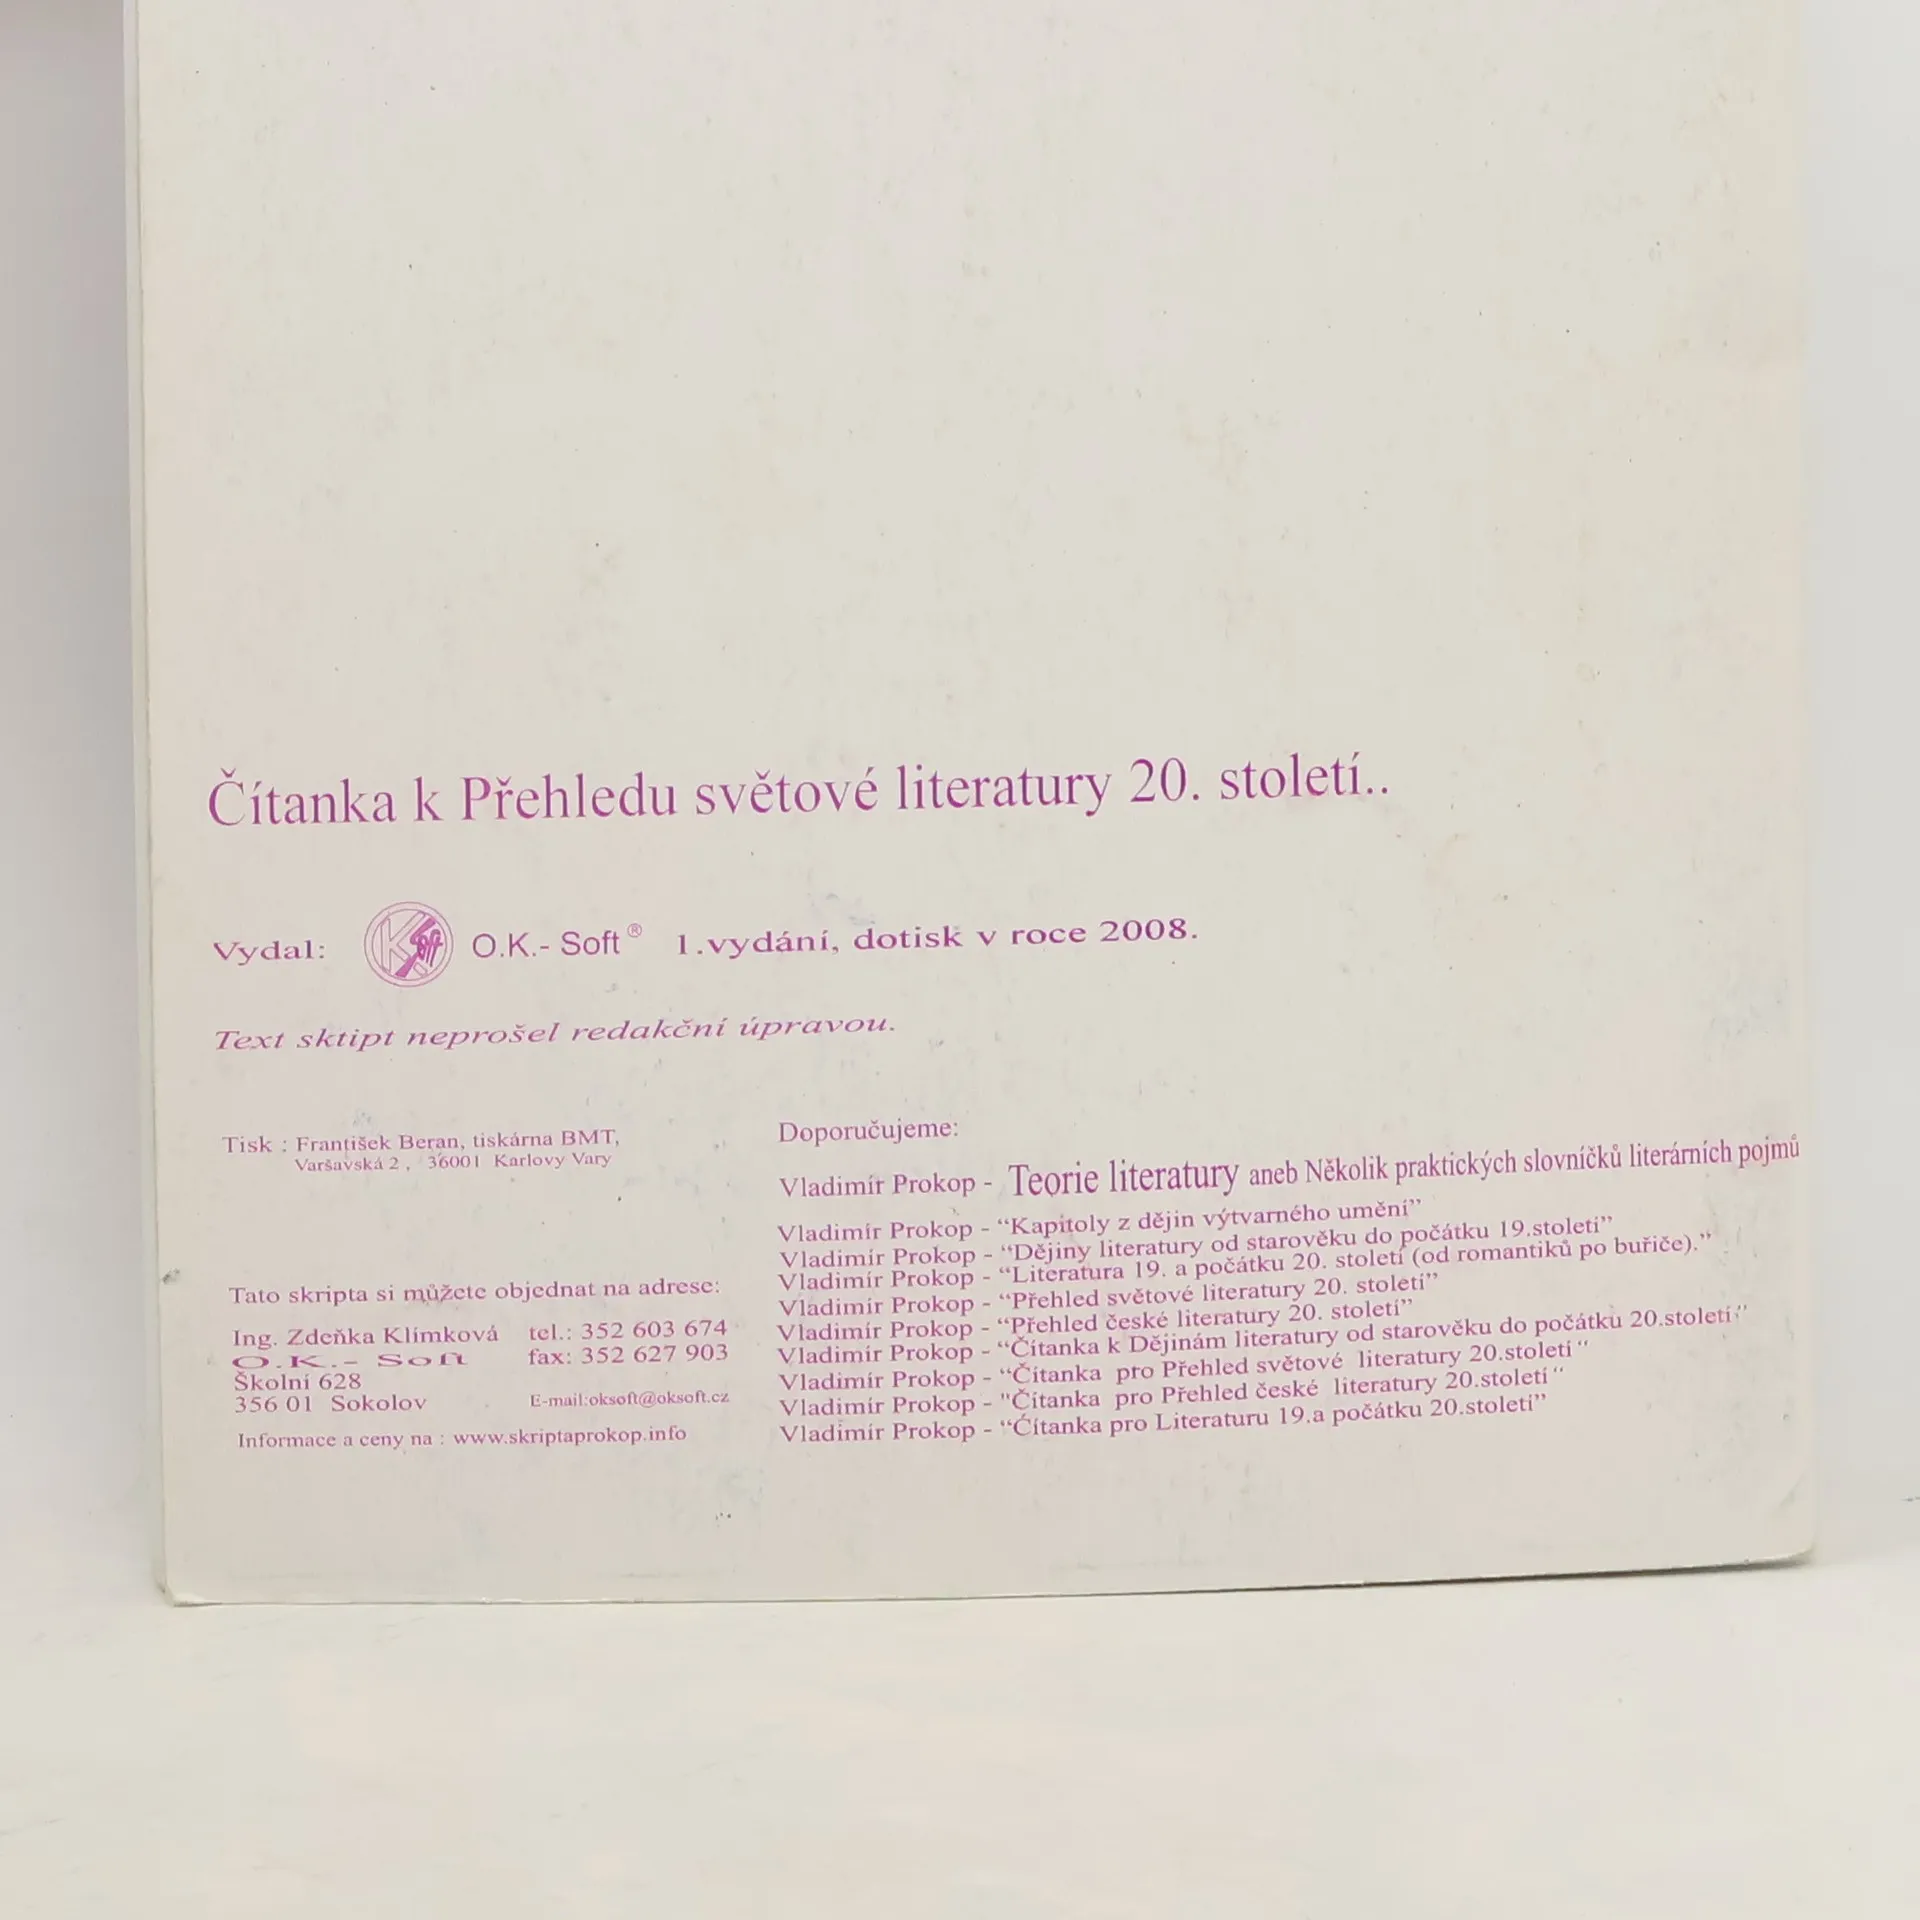 Čítanka k Přehledu světové literatury 20. století..
Vydal: K Soft O.K.- Soft ® 1.vydání, dotisk v roce 2008.
Text sktipt neprošel redakční úpravou.
Tisk : František Beran, tiskárna BMT,
Varšavská 2 , 36001 Karlovy Vary
Tato skripta si můžete objednat na adrese:
Ing. Zdeňka Klímková tel.: 352 603 674
O.K.- Soft fax: 352 627 903
Školní 628
356 01 Sokolov E-mail:oksoft@oksoft.cz
Informace a ceny na : www.skriptaprokop.info
Doporučujeme:
Vladimír Prokop - Teorie literatury aneb Několik praktických slovníčků literárních pojmů
Vladimír Prokop - “Kapitoly z dějin výtvarného umění”
Vladimír Prokop - “Dějiny literatury od starověku do počátku 19.století”
Vladimír Prokop - “Literatura 19. a počátku 20. století (od romantiků po buřiče).”
Vladimír Prokop - “Přehled světové literatury 20. století”
Vladimír Prokop - “Přehled české literatury 20. století”
Vladimír Prokop - “Čítanka k Dějinám literatury od starověku do počátku 20.století.”
Vladimír Prokop - “Čítanka pro Přehled světové literatury 20.století “
Vladimír Prokop - "Čítanka pro Přehled české literatury 20.století “
Vladimír Prokop - “Čítanka pro Literaturu 19.a počátku 20.století”